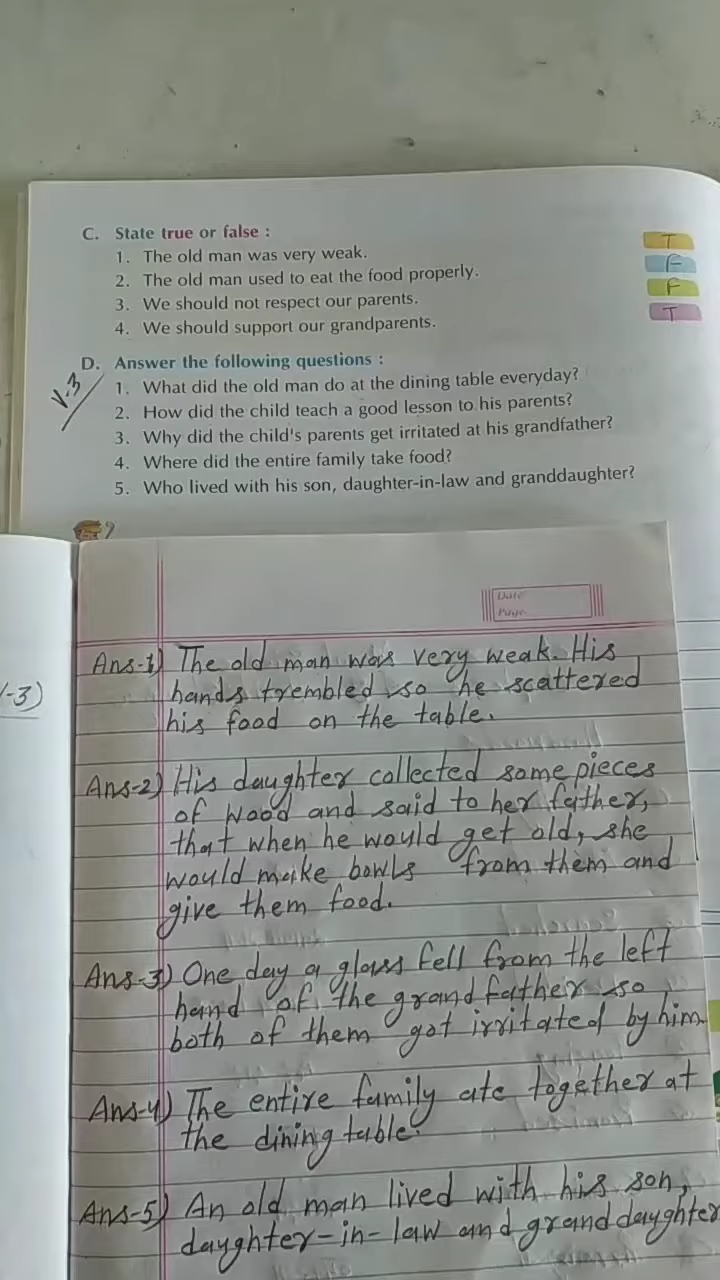 C. State true or false :
1. The old man was very weak. T
2. The old man used to eat the food properly. F
3. We should not respect our parents. F
4. We should support our grandparents. T
D. Answer the following questions :
V.3
1. What did the old man do at the dining table everyday?
2. How did the child teach a good lesson to his parents?
3. Why did the child's parents get irritated at his grandfather?
4. Where did the entire family take food?
5. Who lived with his son, daughter-in-law and granddaughter?
Date
Page
-3)
Ans-1) The old man was very weak. His
hands trembled so he scattered
his food on the table.
Ans-2) His daughter collected some pieces
of wood and said to her father,
that when he would get old, she
would make bowls from them and
give them food.
Ans-3) One day a glass fell from the left
hand of the grandfather so
both of them got irritated by him
Ans-4) The entire family ate together at
the dining table.
Ans-5) An old man lived with his son,
daughter-in-law and granddaughter